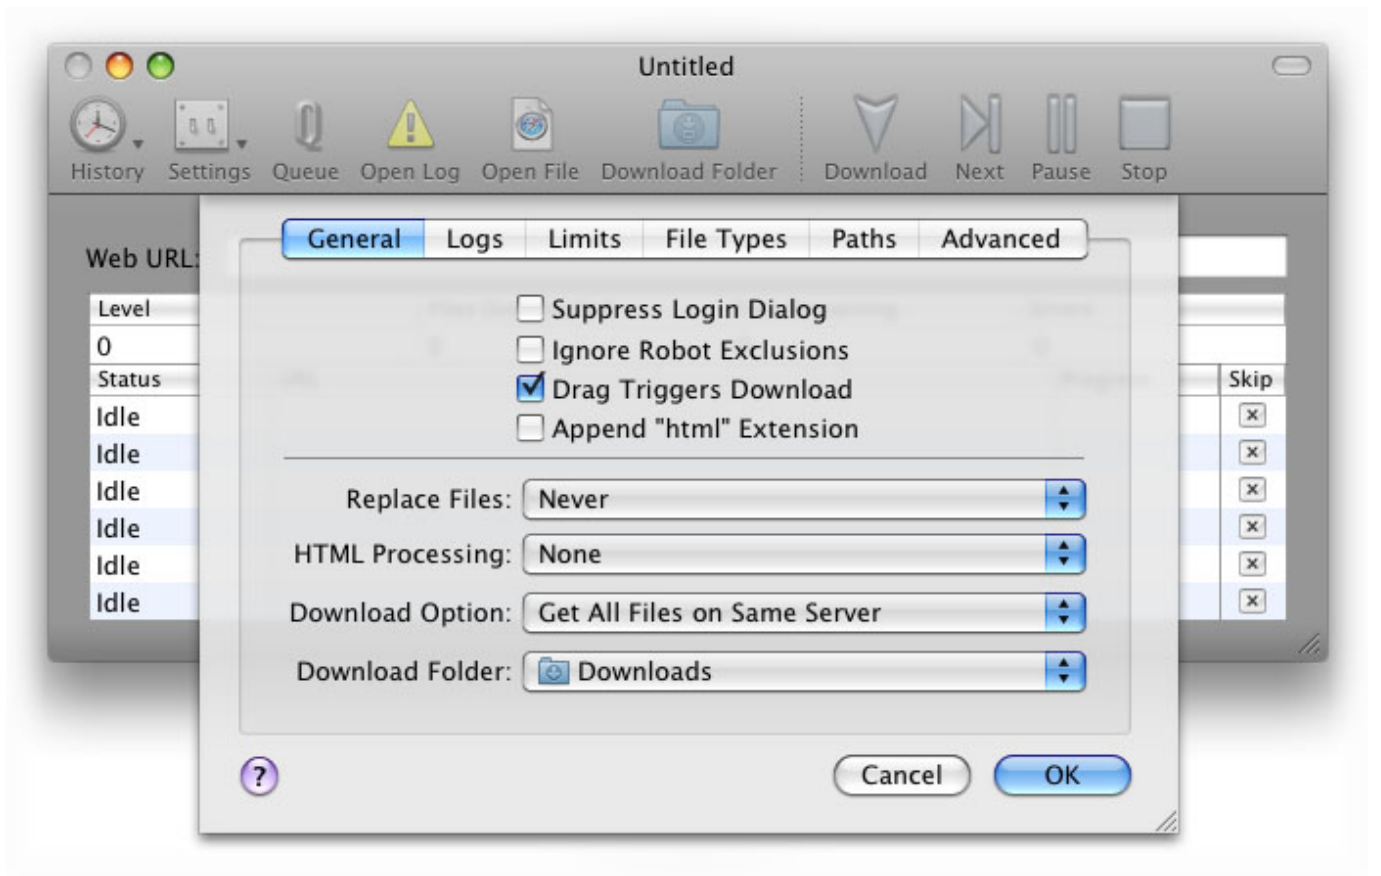 Untitled
History Settings Queue Open Log Open File Download Folder Download Next Pause Stop
General Logs Limits File Types Paths Advanced
Web URL:
Level
Suppress Login Dialog
0
Ignore Robot Exclusions
Status Skip
Drag Triggers Download
Idle
Append "html" Extension
Idle
Idle
Replace Files: Never
Idle
HTML Processing: None
Idle
Idle
Download Option: Get All Files on Same Server
Download Folder: Downloads
? Cancel OK